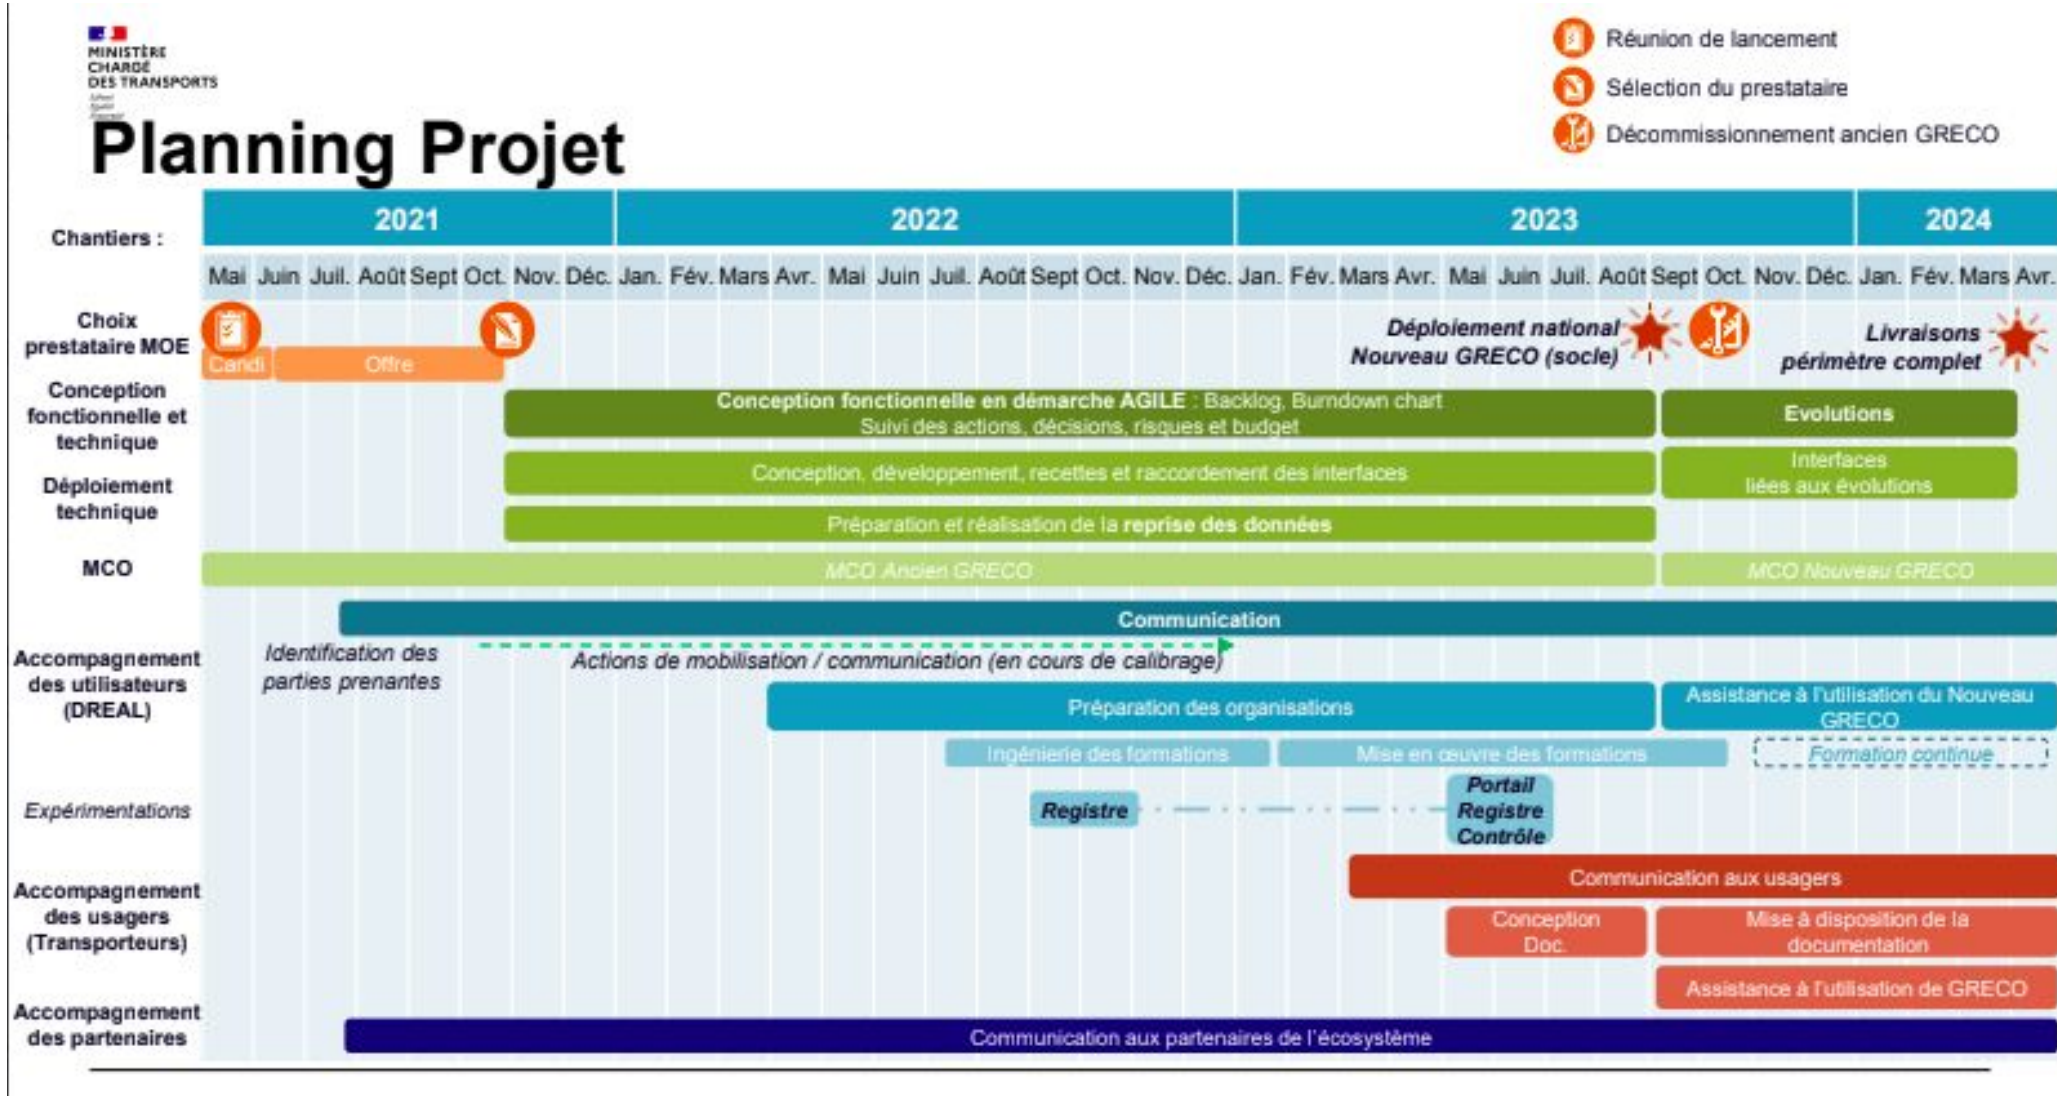 MINISTÈRE
CHARGÉ
DES TRANSPORTS
Réunion de lancement
Sélection du prestataire
Décommissionnement ancien GRECO
Planning Projet
Chantiers :
2021
2022
2023
2024
Mai Juin Juil. Août Sept Oct. Nov. Déc. Jan. Fév. Mars Avr. Mai Juin Juil. Août Sept Oct. Nov. Déc. Jan. Fév. Mars Avr. Mai Juin Juil. Août Sept Oct. Nov. Déc. Jan. Fév. Mars Avr.
Choix
prestataire MOE
Candi
Offre
Déploiement national
Nouveau GRECO (socle)
Livraisons
périmètre complet
Conception
fonctionnelle et
technique
Conception fonctionnelle en démarche AGILE : Backlog, Burndown chart
Suivi des actions, décisions, risques et budget
Evolutions
Déploiement
technique
Conception, développement, recettes et raccordement des interfaces
Interfaces
liées aux évolutions
Préparation et réalisation de la reprise des données
MCO
MCO Ancien GRECO
MCO Nouveau GRECO
Accompagnement
des utilisateurs
(DREAL)
Communication
Identification des
parties prenantes
Actions de mobilisation / communication (en cours de calibrage)
Préparation des organisations
Assistance à l'utilisation du Nouveau
GRECO
Ingénierie des formations
Mise en œuvre des formations
Formation continue
Expérimentations
Registre
Portail
Registre
Contrôle
Accompagnement
des usagers
(Transporteurs)
Communication aux usagers
Conception
Doc.
Mise à disposition de la
documentation
Assistance à l'utilisation de GRECO
Accompagnement
des partenaires
Communication aux partenaires de l'écosystème